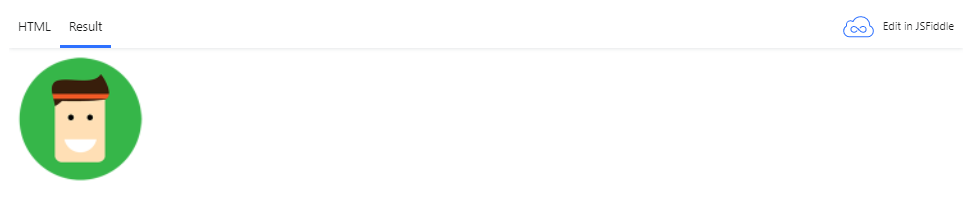 HTML Result Edit in JSFiddle